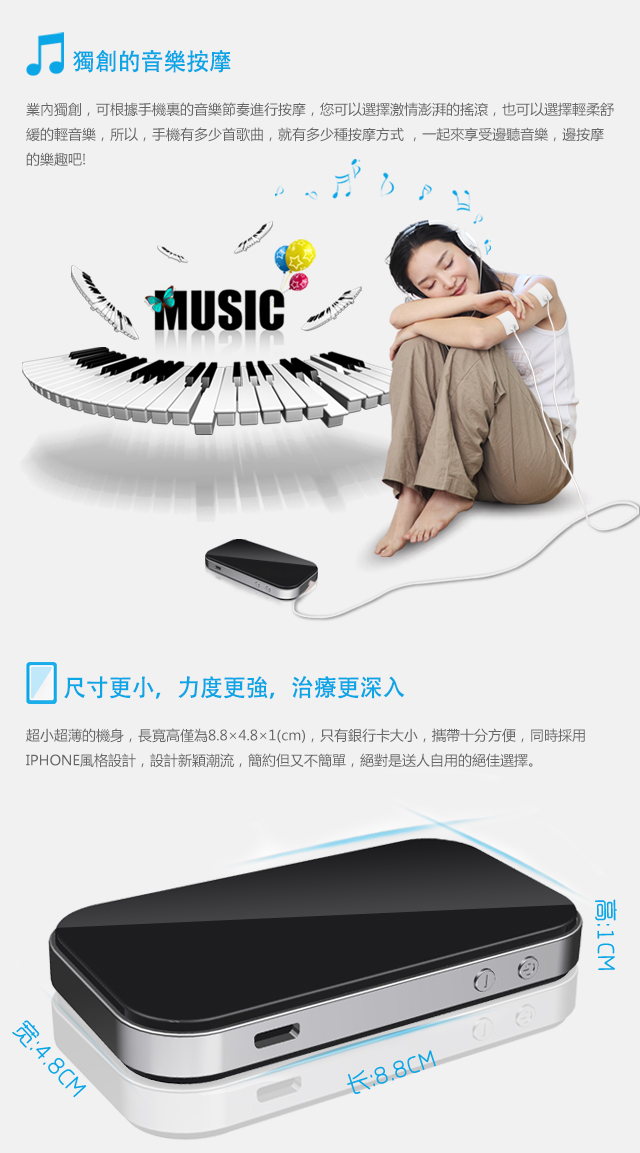 獨創的音樂按摩
業內獨創，可根據手機裏的音樂節奏進行按摩，您可以選擇激情澎湃的搖滾，也可以選擇輕柔舒
緩的輕音樂，所以，手機有多少首歌曲，就有多少種按摩方式 ，一起來享受邊聽音樂，邊按摩
的樂趣吧!
MUSIC
尺寸更小，力度更強，治療更深入
超小超薄的機身，長寬高僅為8.8×4.8×1(cm)，只有銀行卡大小，攜帶十分方便，同時採用
IPHONE風格設計，設計新穎潮流，簡約但又不簡單，絕對是送人自用的絕佳選擇。
高:1CM
宽:4.8CM
长:8.8CM